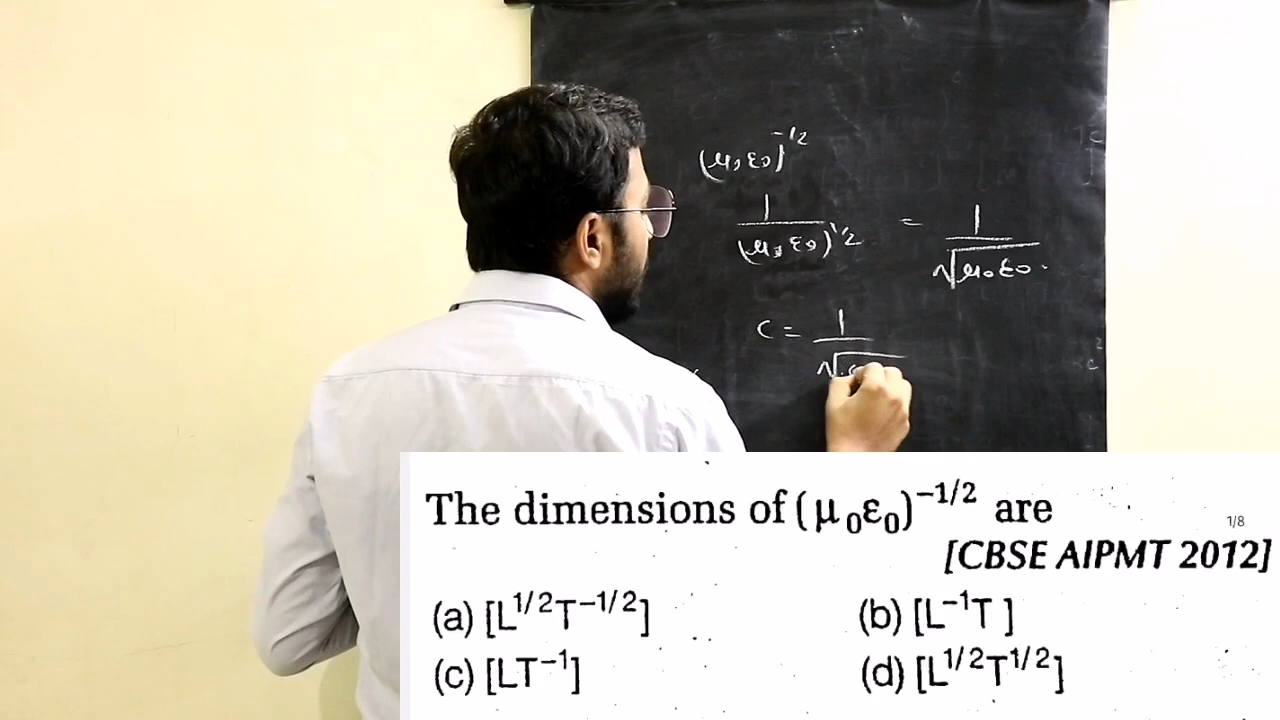 (μ₀ε₀)^-1/2
1/(μ₀ε₀)^1/2 = 1/√μ₀ε₀.
C = 1/√
The dimensions of (μ₀ε₀)^−1/2 are
1/8
[CBSE AIPMT 2012]
(a) [L^1/2T^−1/2] (b) [L^−1T ]
(c) [LT^−1] (d) [L^1/2T^1/2]